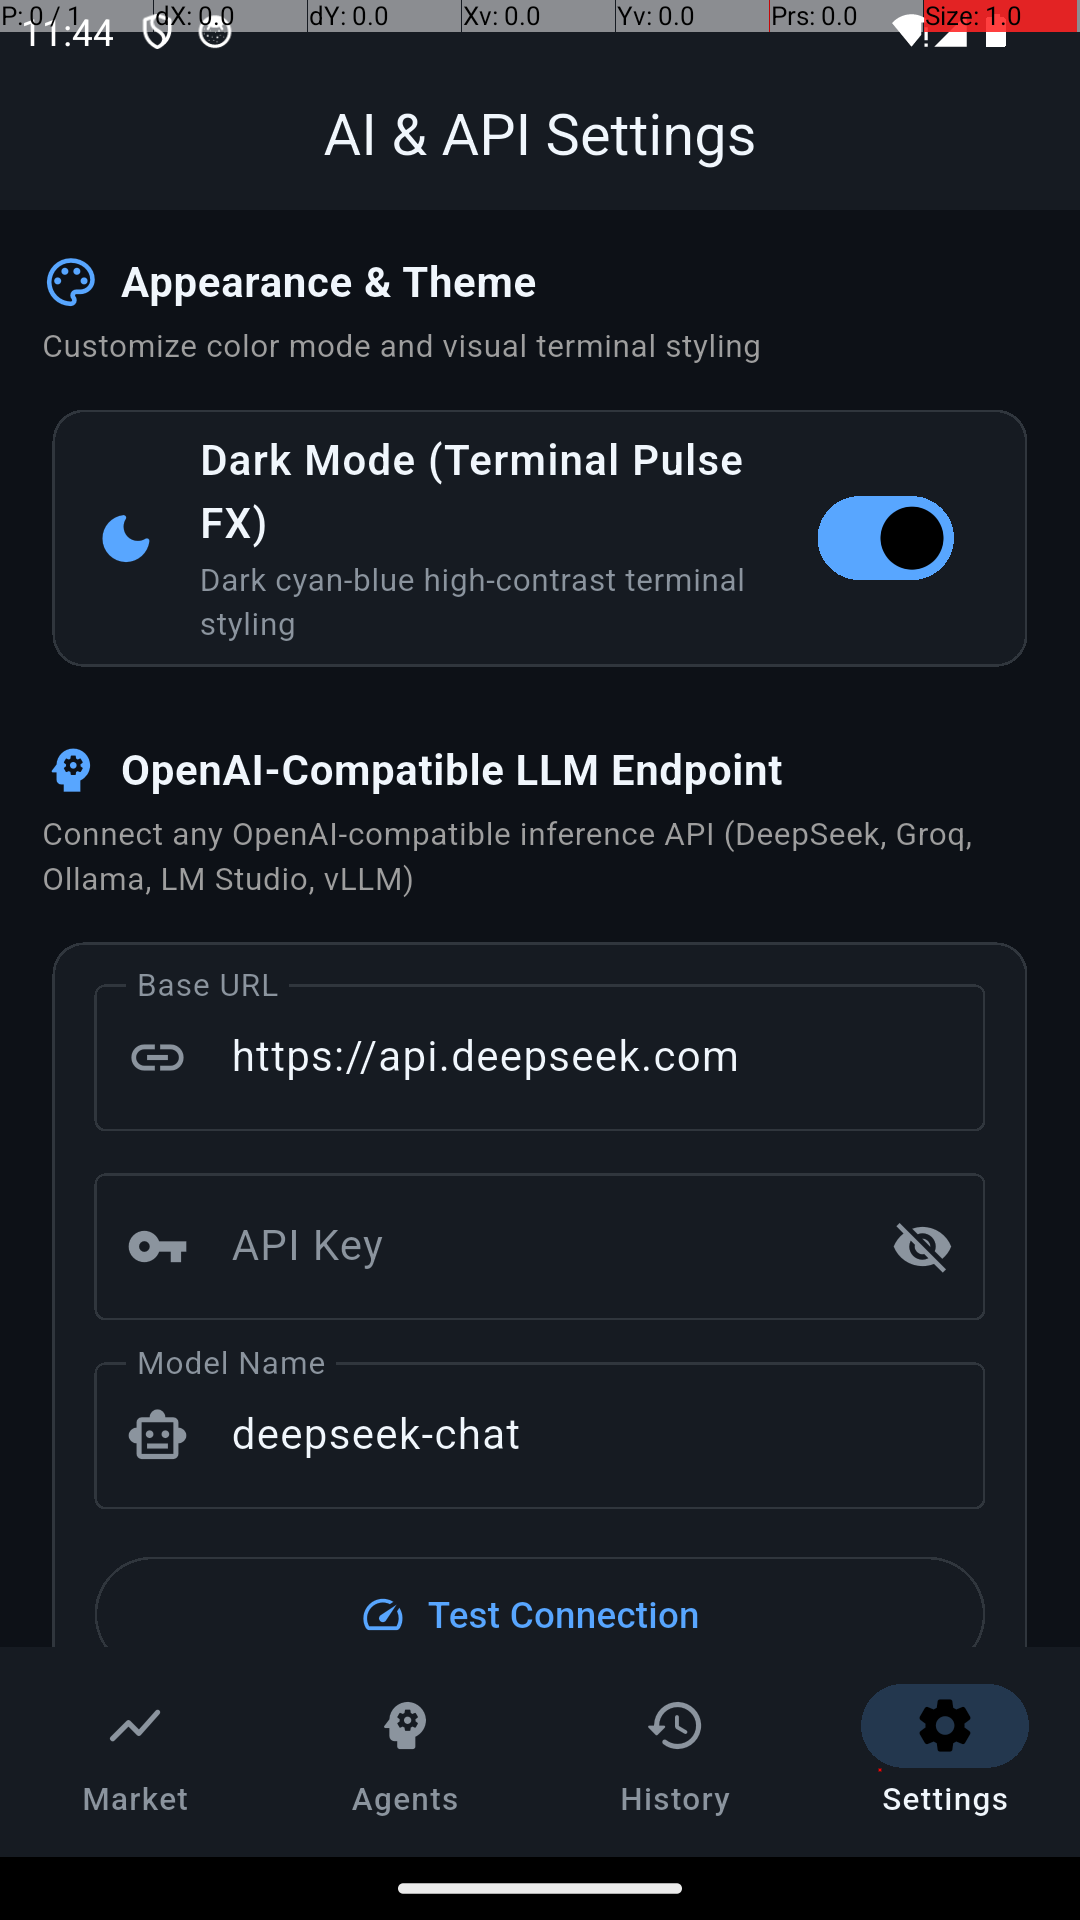 P: 0 / 1 dX: 0.0 dY: 0.0 Xv: 0.0 Yv: 0.0 Prs: 0.0 Size: 1.0
11:44
AI & API Settings
Appearance & Theme
Customize color mode and visual terminal styling
Dark Mode (Terminal Pulse
FX)
Dark cyan-blue high-contrast terminal
styling
OpenAI-Compatible LLM Endpoint
Connect any OpenAI-compatible inference API (DeepSeek, Groq,
Ollama, LM Studio, vLLM)
Base URL
https://api.deepseek.com
API Key
Model Name
deepseek-chat
Test Connection
Market Agents History Settings